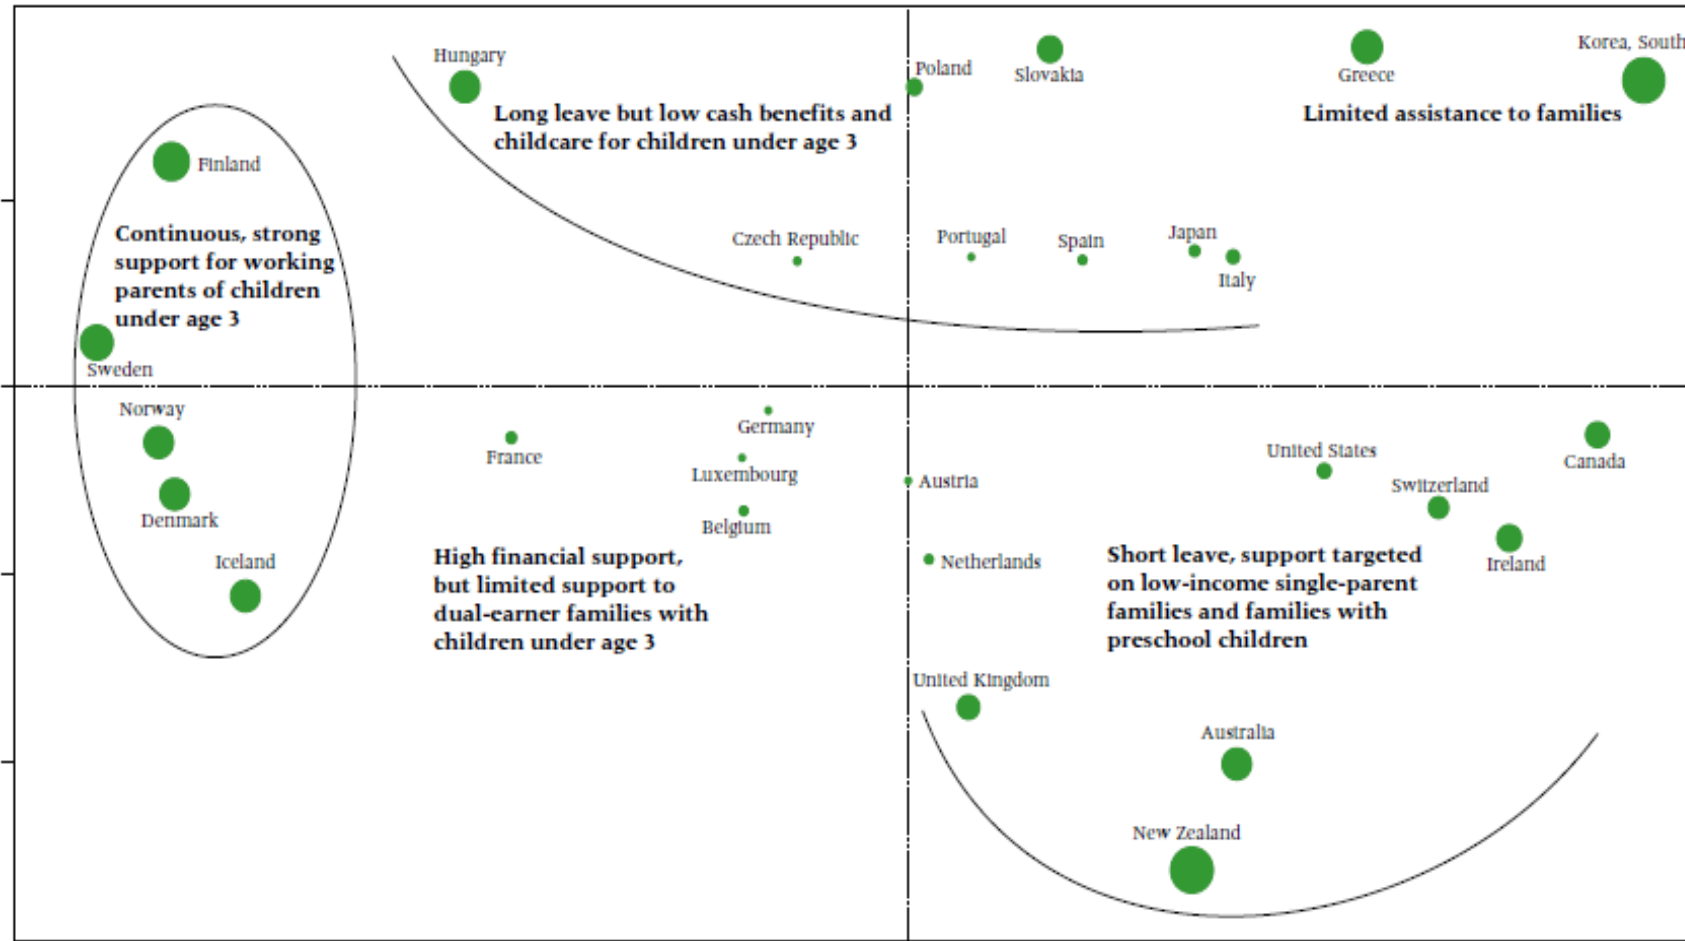 Hungary
Poland
Slovakia
Greece
Korea, South
Long leave but low cash benefits and
childcare for children under age 3
Limited assistance to families
Finland
Continuous, strong
support for working
parents of children
under age 3
Czech Republic
Portugal
Spain
Japan
Italy
Sweden
Norway
Denmark
Iceland
France
Germany
Luxembourg
Belgium
High financial support,
but limited support to
dual-earner families with
children under age 3
Austria
Netherlands
United States
Switzerland
Canada
Ireland
Short leave, support targeted
on low-income single-parent
families and families with
preschool children
United Kingdom
Australia
New Zealand